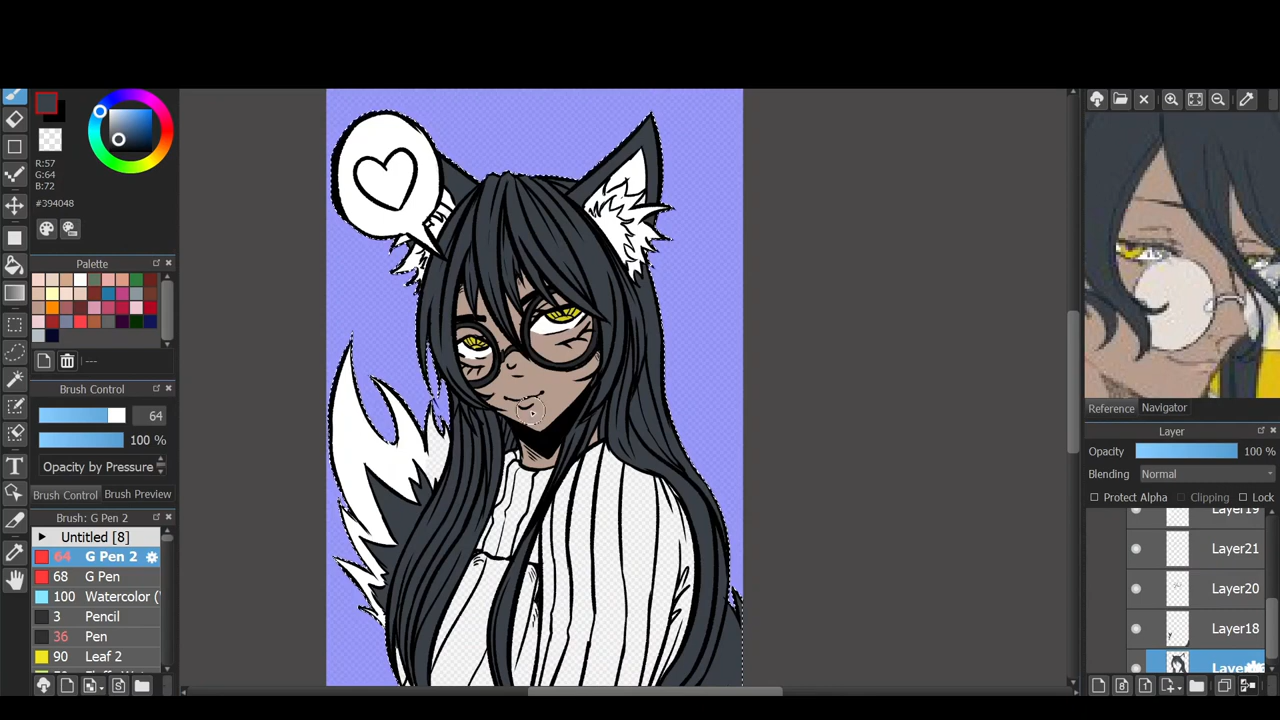 R:57
G:64
B:72
#394048
Palette
---
Brush Control
64
100 %
Opacity by Pressure
Brush Control Brush Preview
Brush: G Pen 2
Untitled [8]
64 G Pen 2
68 G Pen
100 Watercolor (
3 Pencil
36 Pen
90 Leaf 2
8 1
Reference Navigator
Layer
Opacity 100 %
Blending Normal
Protect Alpha Clipping Lock
Layer19
Layer21
Layer20
Layer18